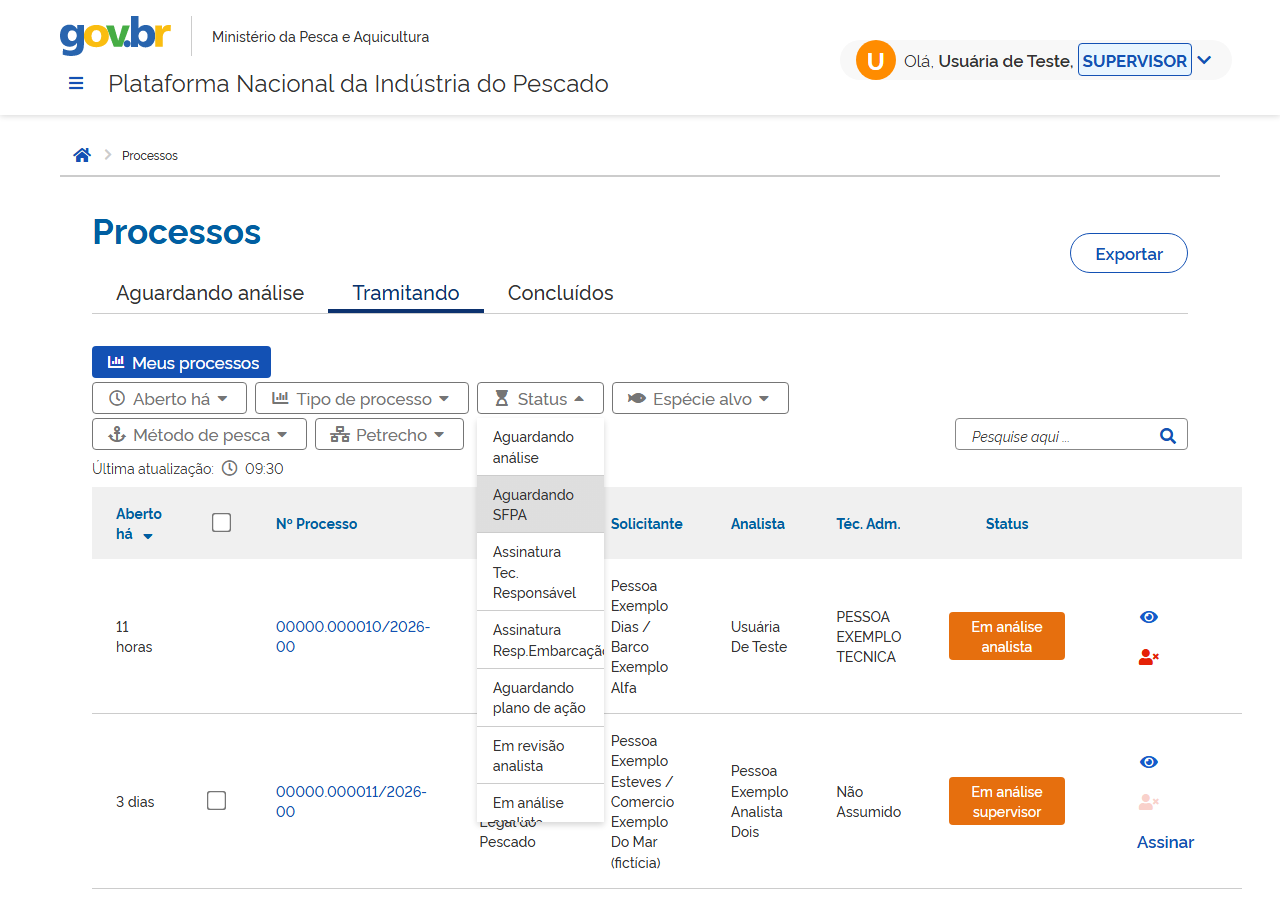 gov.br
Ministério da Pesca e Aquicultura
Plataforma Nacional da Indústria do Pescado
U
Olá, Usuária de Teste, SUPERVISOR
Processos
Processos
Exportar
Aguardando análise
Tramitando
Concluídos
Meus processos
Aberto há
Tipo de processo
Status
Espécie alvo
Método de pesca
Petrecho
Pesquise aqui ...
Última atualização: 09:30
Aguardando
análise
Aguardando
SFPA
Assinatura
Tec.
Responsável
Assinatura
Resp.Embarcação
Aguardando
plano de ação
Em revisão
analista
Em análise
Aberto
há
Nº Processo
Solicitante
Analista
Téc. Adm.
Status
11
horas
00000.000010/2026-
00
Pessoa
Exemplo
Dias /
Barco
Exemplo
Alfa
Usuária
De Teste
PESSOA
EXEMPLO
TECNICA
Em análise
analista
3 dias
00000.000011/2026-
00
Pescado
Pessoa
Exemplo
Esteves /
Comercio
Exemplo
Do Mar
(fictícia)
Pessoa
Exemplo
Analista
Dois
Não
Assumido
Em análise
supervisor
Assinar